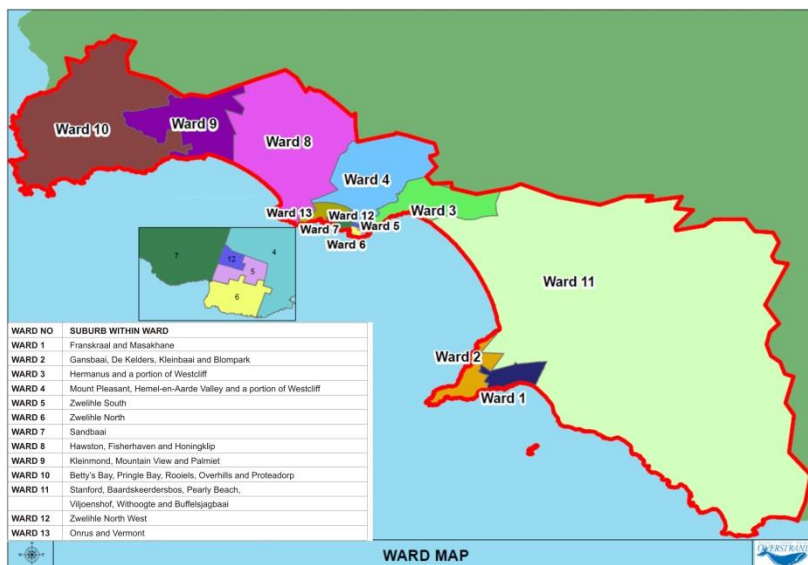 Ward 10
Ward 9
Ward 8
Ward 4
Ward 13
Ward 12
Ward 3
Ward 7
Ward 5
Ward 6
Ward 11
Ward 2
Ward 1
7
4
12
5
6
WARD NO SUBURB WITHIN WARD
WARD 1 Franskraal and Masakhane
WARD 2 Gansbaai, De Kelders, Kleinbaai and Blompark
WARD 3 Hermanus and a portion of Westcliff
WARD 4 Mount Pleasant, Hemel-en-Aarde Valley and a portion of Westcliff
WARD 5 Zwelihle South
WARD 6 Zwelihle North
WARD 7 Sandbaai
WARD 8 Hawston, Fisherhaven and Honingklip
WARD 9 Kleinmond, Mountain View and Palmiet
WARD 10 Betty's Bay, Pringle Bay, Rooiels, Overhills and Proteadorp
WARD 11 Stanford, Baardskeerdersbos, Pearly Beach,
Viljoenshof, Withoogte and Buffelsjagbaai
WARD 12 Zwelihle North West
WARD 13 Onrus and Vermont
WARD MAP
OVERSTRAND